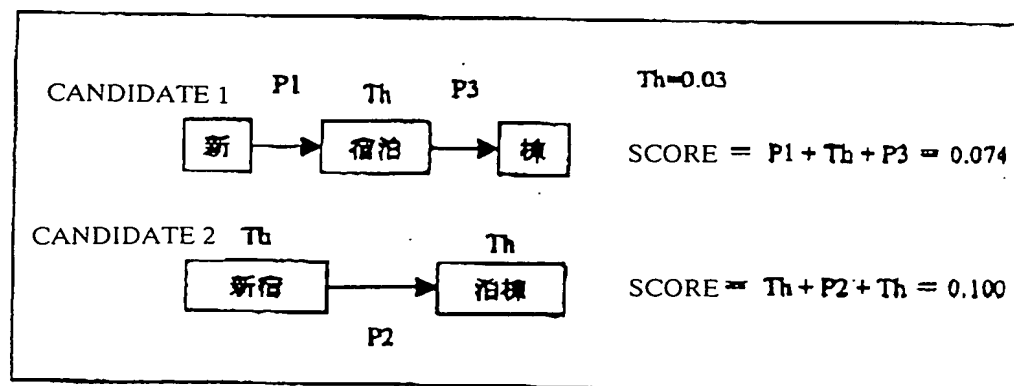 P1 Th P3 Th=0.03
CANDIDATE 1
新 宿泊 棟 SCORE = P1 + Th + P3 = 0.074
CANDIDATE 2 Th Th
新宿 泊棟 SCORE = Th + P2 + Th = 0.100
P2